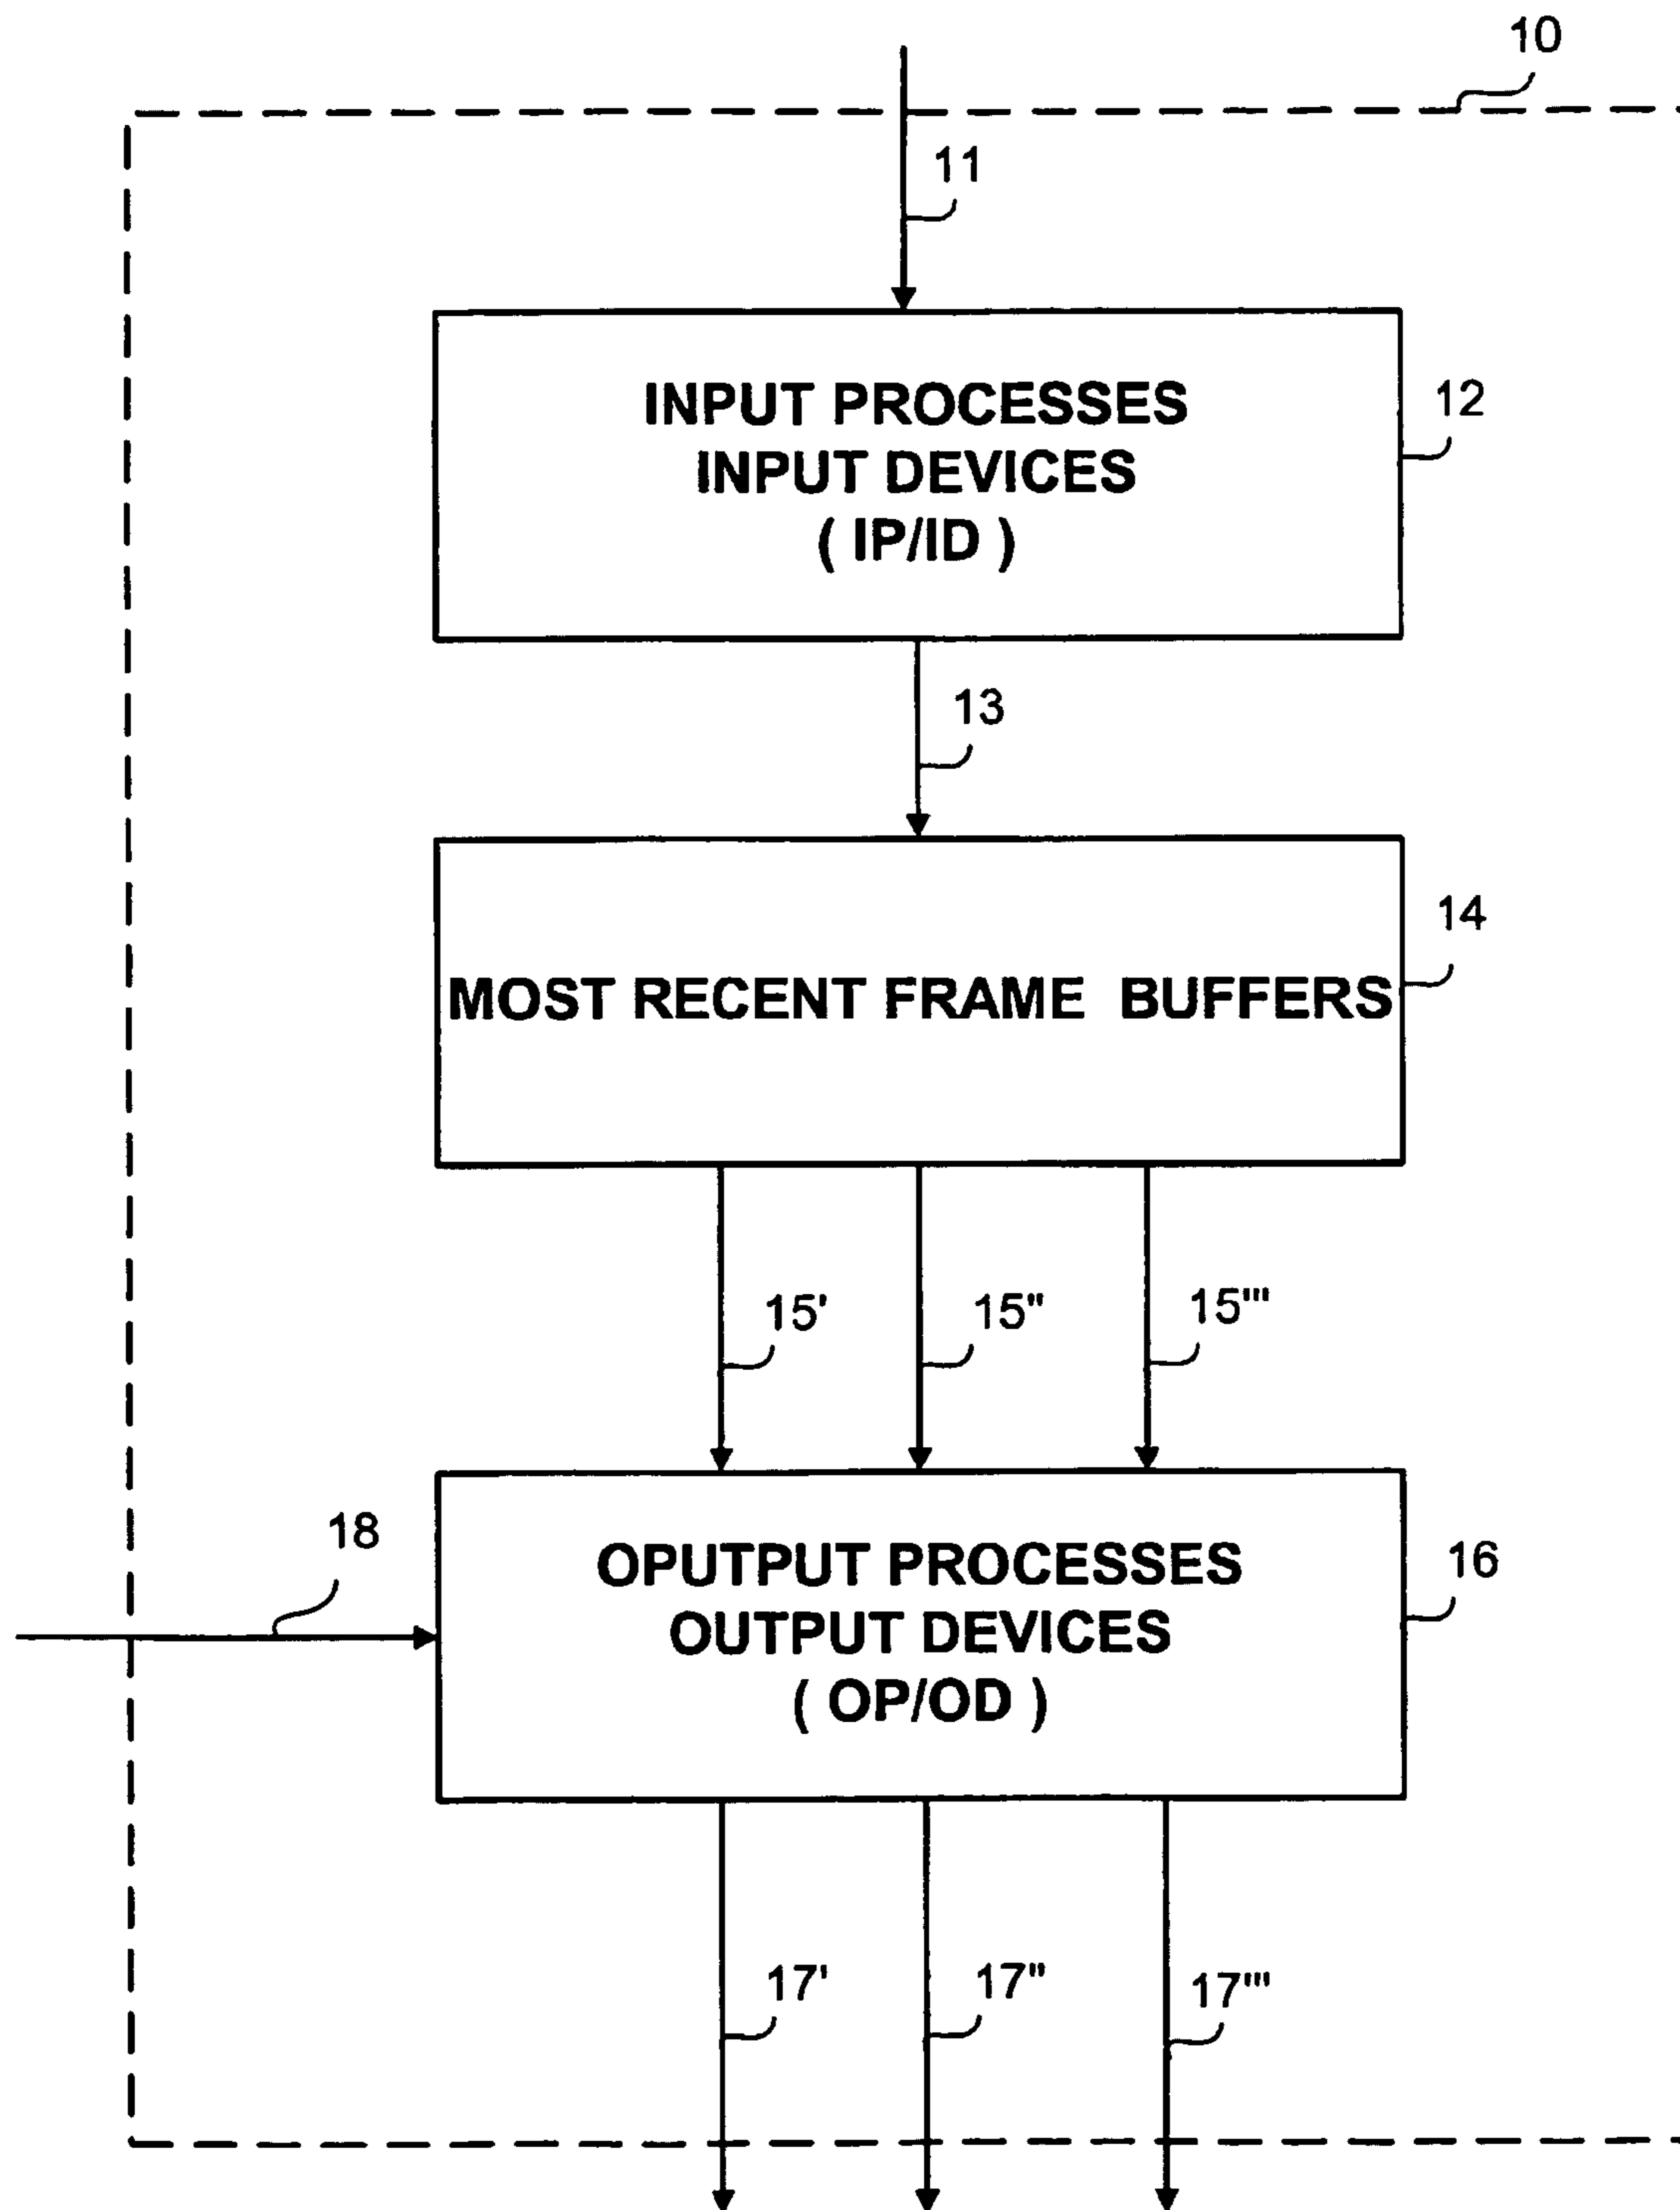 10
11
INPUT PROCESSES
INPUT DEVICES
( IP/ID )
12
13
MOST RECENT FRAME BUFFERS
14
15'
15"
15'"
18
OPUTPUT PROCESSES
OUTPUT DEVICES
( OP/OD )
16
17'
17"
17'"